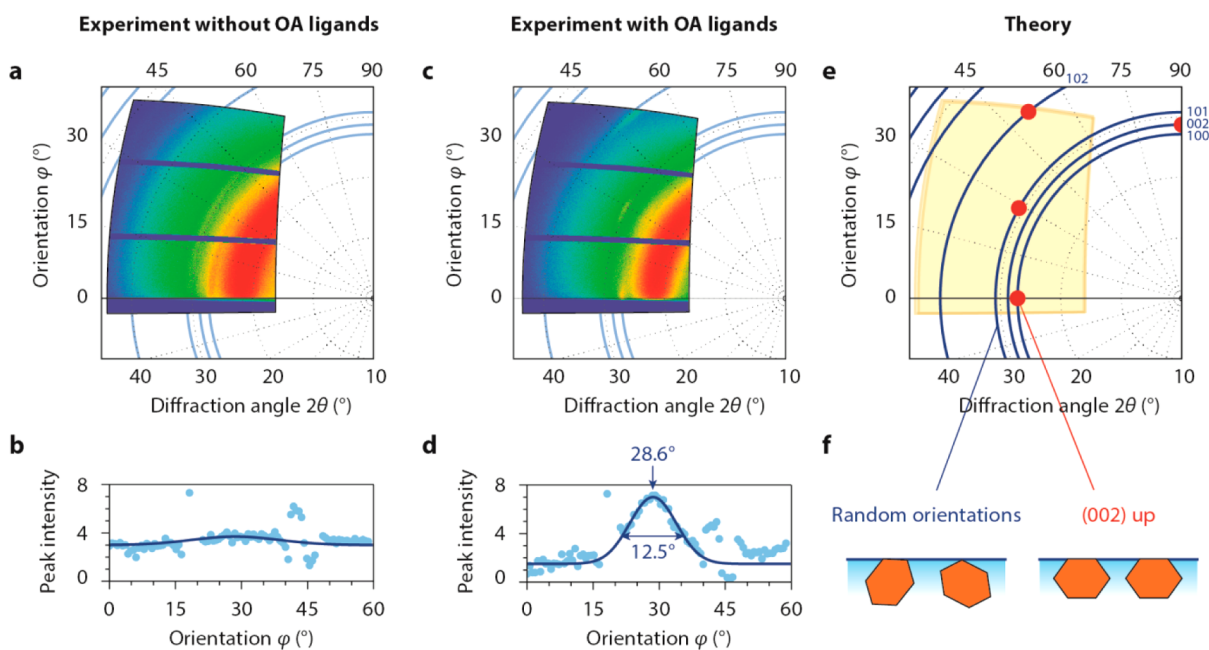 Experiment without OA ligands
Experiment with OA ligands
Theory
a
45 60 67 75 90
c
45 60 75 90
e
45 60 102 75 90
30
15
0
Orientation φ (°)
30
15
0
Orientation φ (°)
30
15
0
Orientation φ (°)
101
002
100
40 30 20 10
Diffraction angle 2θ (°)
40 30 20 10
Diffraction angle 2θ (°)
40 30 20 10
Diffraction angle 2θ (°)
b
8
4
0
Peak intensity
0 15 30 45 60
Orientation φ (°)
d
28.6°
8
4
0
Peak intensity
12.5°
0 15 30 45 60
Orientation φ (°)
f
Random orientations
(002) up